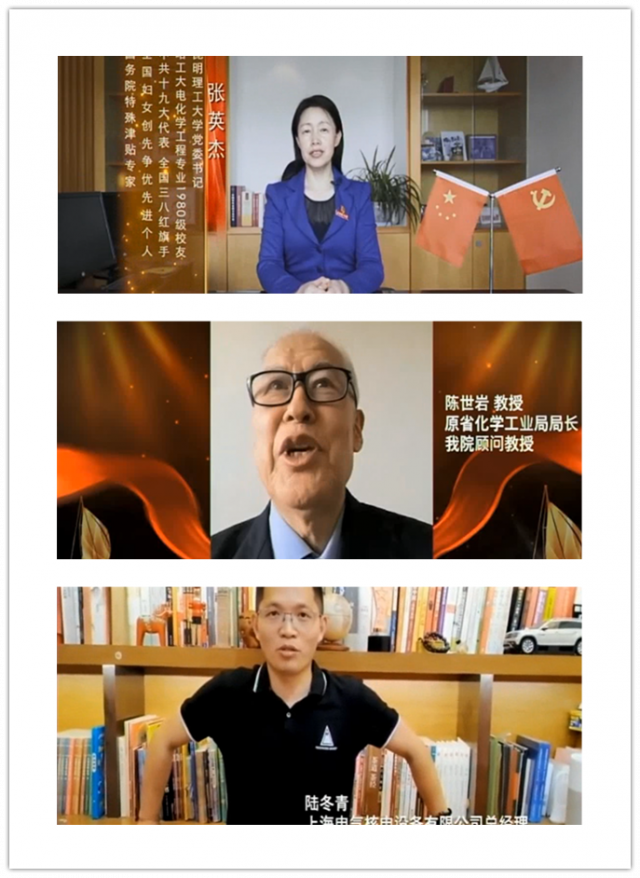 张英杰
昆明理工大学党委书记
哈工大电化学工程专业1980级校友
中共十九大代表 全国三八红旗手
全国妇女创先争优先进个人
国务院特殊津贴专家
陈世岩 教授
原省化学工业局局长
我院顾问教授
陆冬青
上海电气核电设备有限公司总经理